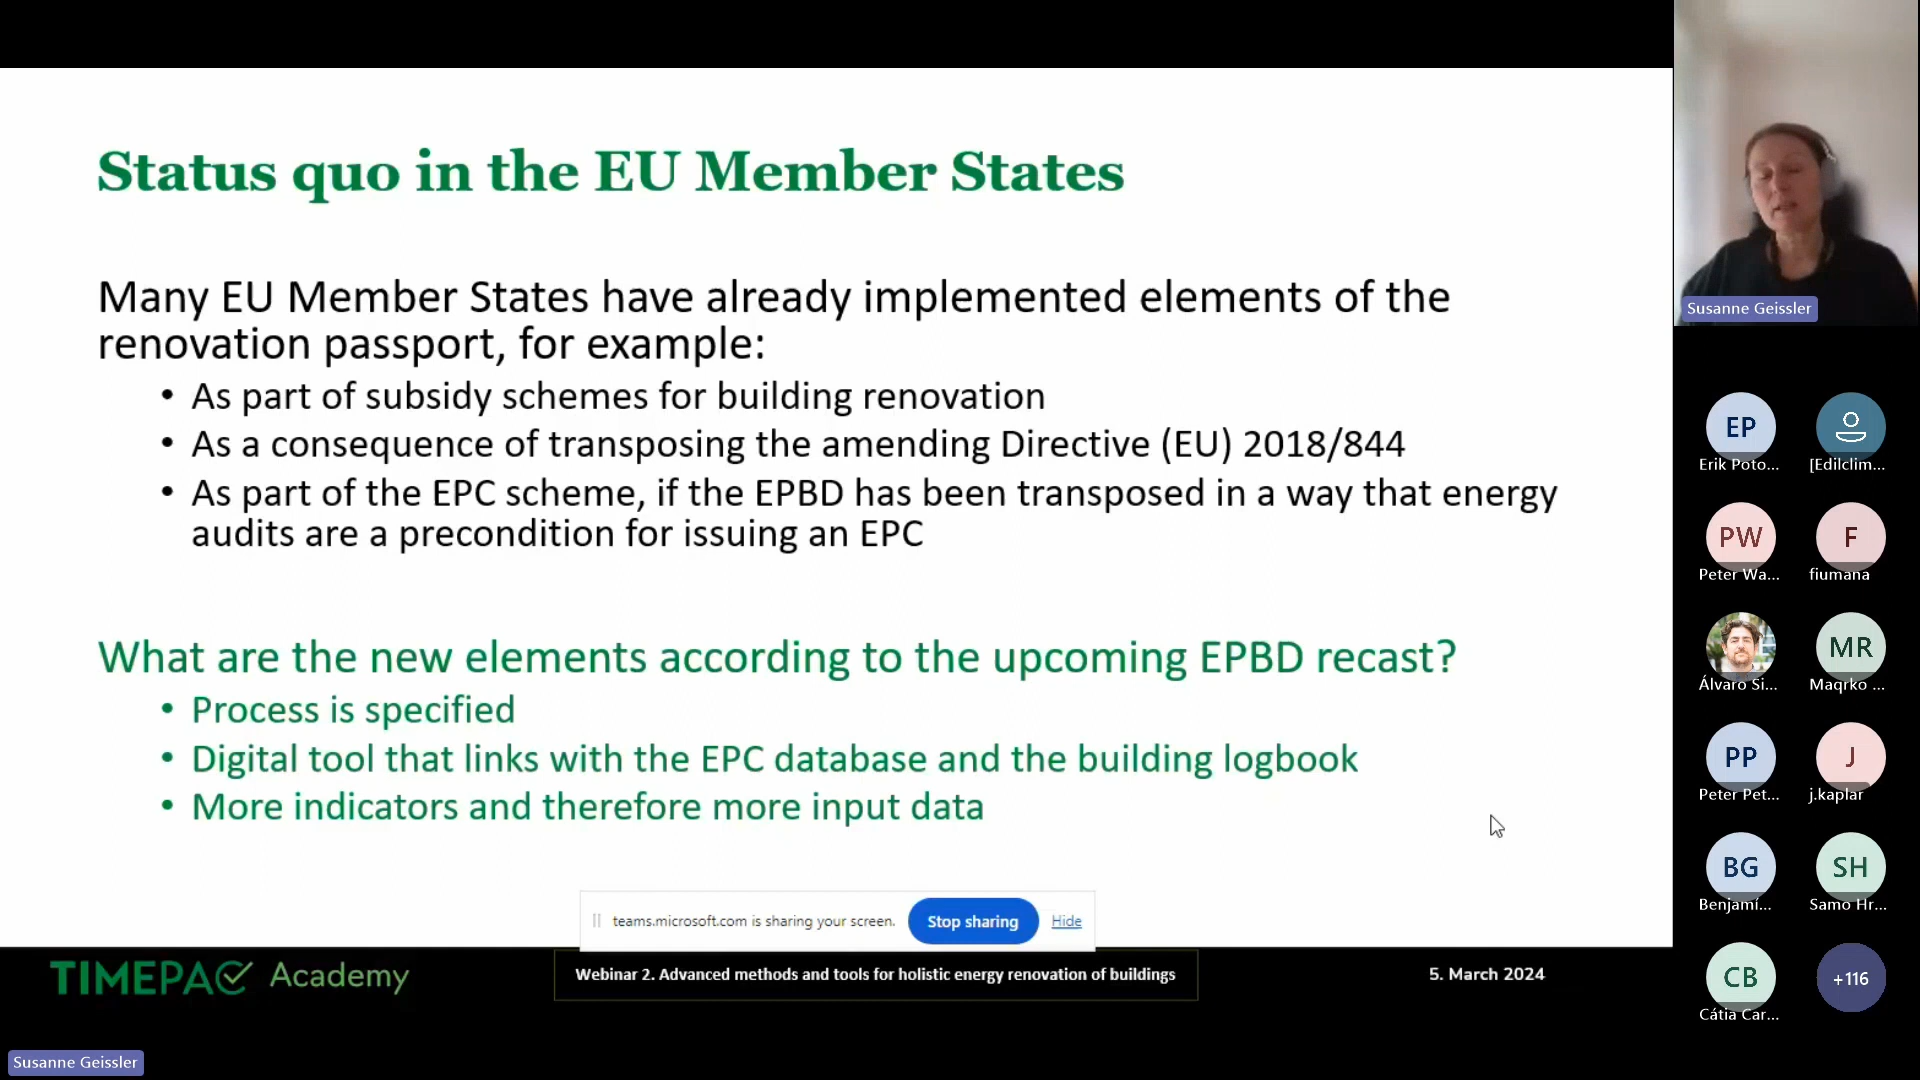 Status quo in the EU Member States
Many EU Member States have already implemented elements of the
renovation passport, for example:
• As part of subsidy schemes for building renovation
• As a consequence of transposing the amending Directive (EU) 2018/844
• As part of the EPC scheme, if the EPBD has been transposed in a way that energy
audits are a precondition for issuing an EPC
What are the new elements according to the upcoming EPBD recast?
• Process is specified
• Digital tool that links with the EPC database and the building logbook
• More indicators and therefore more input data
teams.microsoft.com is sharing your screen.
Stop sharing
Hide
TIMEPAC Academy
Webinar 2. Advanced methods and tools for holistic energy renovation of buildings
5. March 2024
Susanne Geissler
Susanne Geissler
EP
Erik Poto...
[Edilclim...
PW
Peter Wa...
F
fiumana
Álvaro Si...
MR
Maqrko ...
PP
Peter Pet...
J
j.kaplar
BG
Benjamí...
SH
Samo Hr...
CB
Cátia Car...
+116